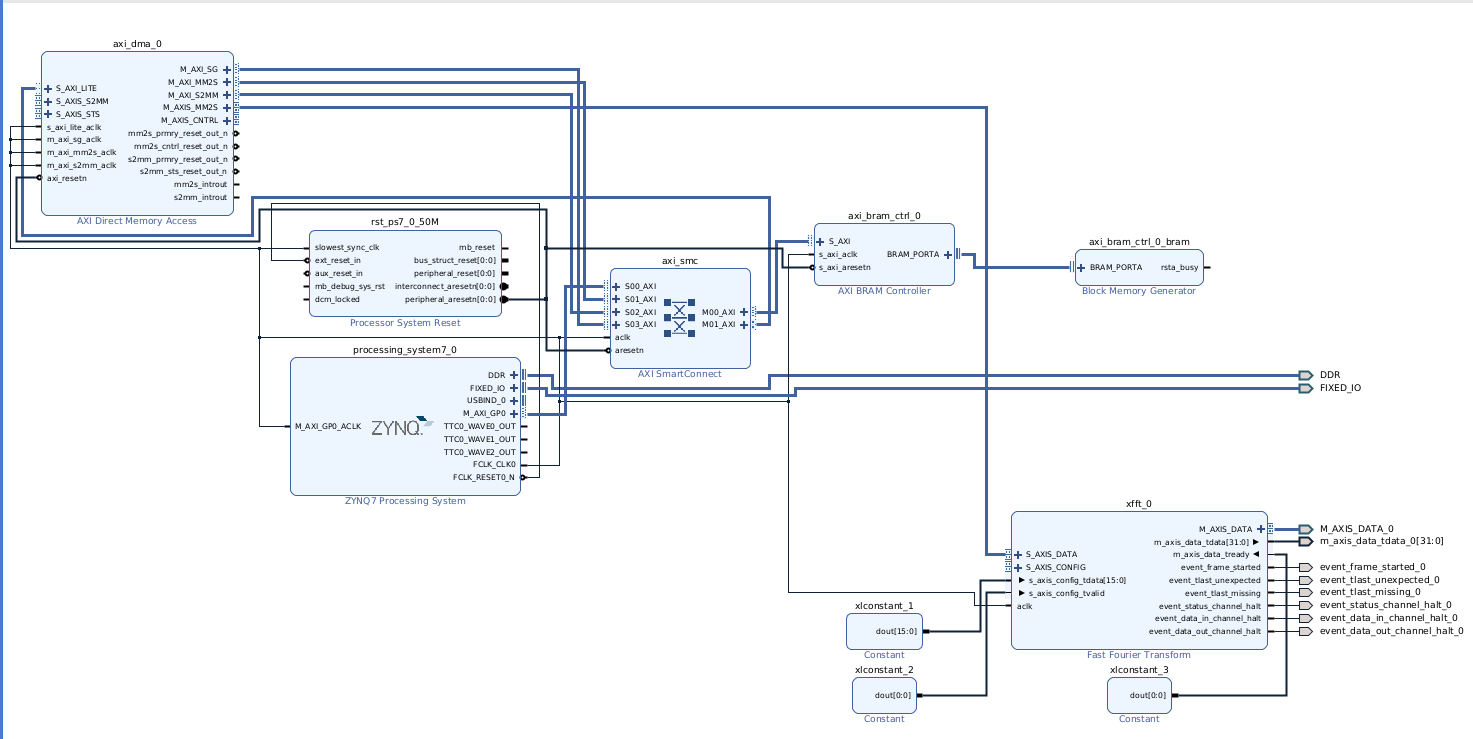 axi_dma_0
S_AXI_LITE
S_AXIS_S2MM
S_AXIS_STS
s_axi_lite_aclk
m_axi_sg_aclk
m_axi_mm2s_aclk
m_axi_s2mm_aclk
axi_resetn
M_AXI_SG
M_AXI_MM2S
M_AXI_S2MM
M_AXIS_MM2S
M_AXIS_CNTRL
mm2s_prmry_reset_out_n
mm2s_cntrl_reset_out_n
s2mm_prmry_reset_out_n
s2mm_sts_reset_out_n
mm2s_introut
s2mm_introut
AXI Direct Memory Access
rst_ps7_0_50M
slowest_sync_clk
ext_reset_in
aux_reset_in
mb_debug_sys_rst
dcm_locked
mb_reset
bus_struct_reset[0:0]
peripheral_reset[0:0]
interconnect_aresetn[0:0]
peripheral_aresetn[0:0]
Processor System Reset
axi_smc
S00_AXI
S01_AXI
S02_AXI
S03_AXI
aclk
aresetn
M00_AXI
M01_AXI
AXI SmartConnect
axi_bram_ctrl_0
S_AXI
s_axi_aclk
s_axi_aresetn
BRAM_PORTA
AXI BRAM Controller
axi_bram_ctrl_0_bram
BRAM_PORTA
rsta_busy
Block Memory Generator
processing_system7_0
M_AXI_GP0_ACLK
ZYNQ
DDR
FIXED_IO
USBIND_0
M_AXI_GP0
TTC0_WAVE0_OUT
TTC0_WAVE1_OUT
TTC0_WAVE2_OUT
FCLK_CLK0
FCLK_RESET0_N
ZYNQ7 Processing System
DDR
FIXED_IO
xfft_0
S_AXIS_DATA
S_AXIS_CONFIG
s_axis_config_tdata[15:0]
s_axis_config_tvalid
aclk
M_AXIS_DATA
m_axis_data_tdata[31:0]
m_axis_data_tready
event_frame_started
event_tlast_unexpected
event_tlast_missing
event_status_channel_halt
event_data_in_channel_halt
event_data_out_channel_halt
Fast Fourier Transform
M_AXIS_DATA_0
m_axis_data_tdata_0[31:0]
event_frame_started_0
event_tlast_unexpected_0
event_tlast_missing_0
event_status_channel_halt_0
event_data_in_channel_halt_0
event_data_out_channel_halt_0
xlconstant_1
dout[15:0]
Constant
xlconstant_2
dout[0:0]
Constant
xlconstant_3
dout[0:0]
Constant